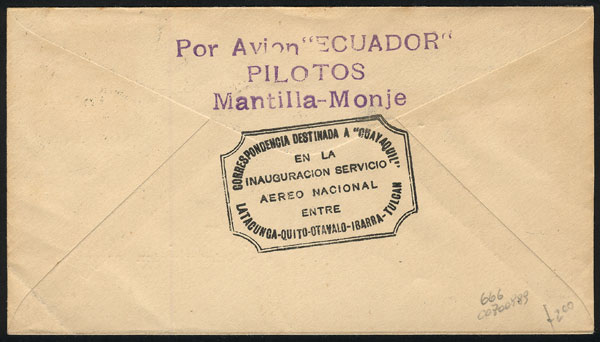 Por Avion "ECUADOR"
PILOTOS
Mantilla-Monje
CORRESPONDENCIA DESTINADA A "GUAYAQUIL"
EN LA
INAUGURACION SERVICIO
AEREO NACIONAL
ENTRE
LATACUNGA-QUITO-OTAVALO-IBARRA-TULCAN
666